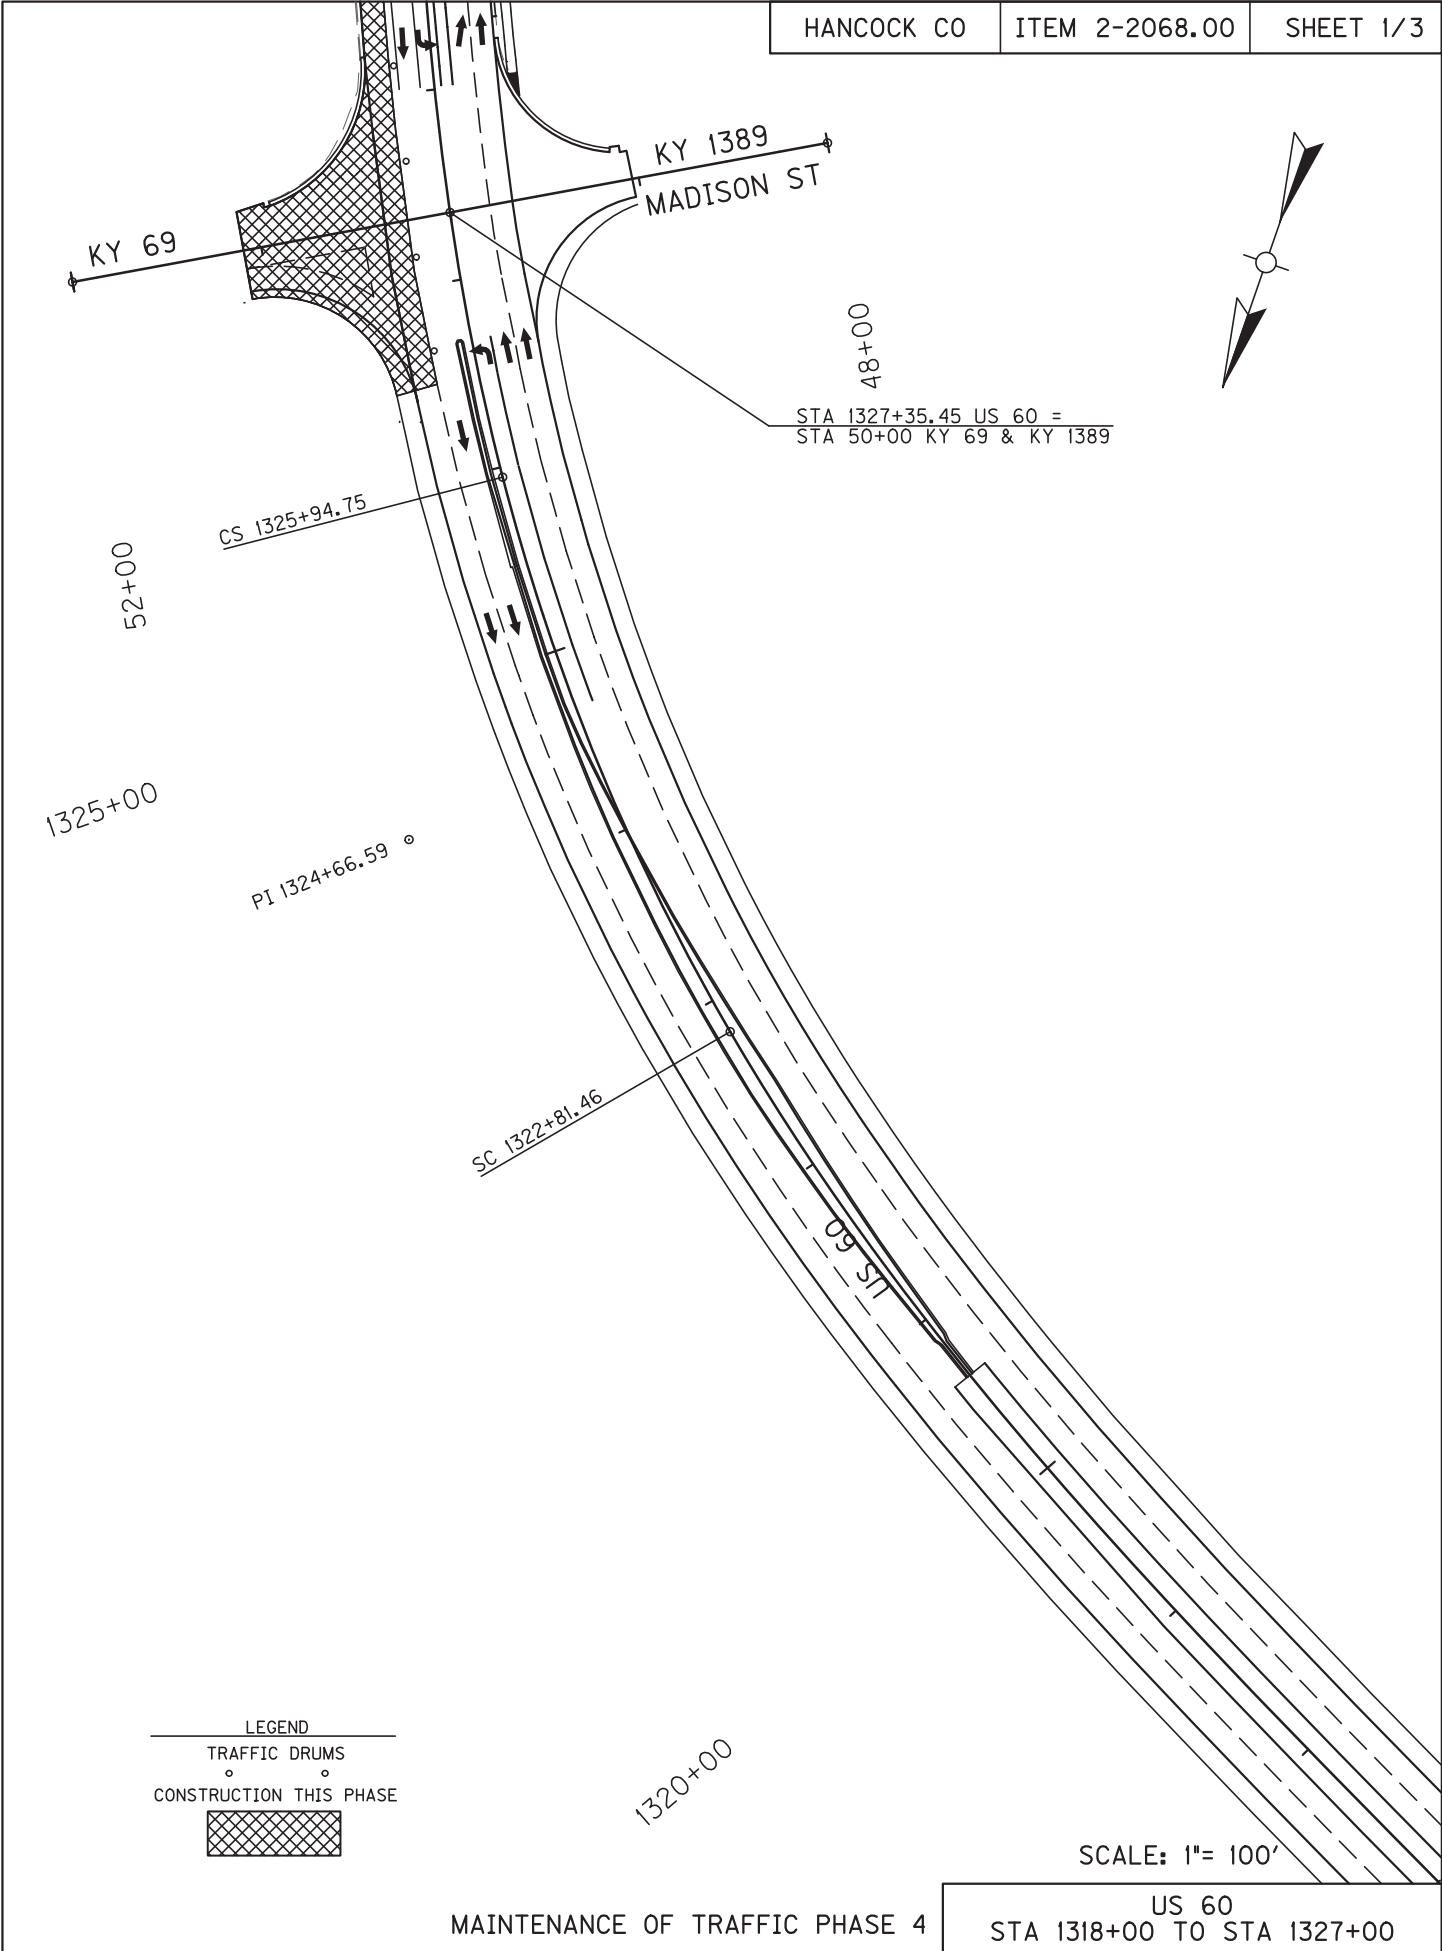 HANCOCK CO
ITEM 2-2068.00
SHEET 1/3
KY 1389
MADISON ST
KY 69
48+00
STA 1327+35.45 US 60 =
STA 50+00 KY 69 & KY 1389
CS 1325+94.75
52+00
1325+00
PI 1324+66.59
SC 1322+81.46
US 60
LEGEND
TRAFFIC DRUMS
CONSTRUCTION THIS PHASE
1320+00
SCALE: 1"= 100'
MAINTENANCE OF TRAFFIC PHASE 4
US 60
STA 1318+00 TO STA 1327+00